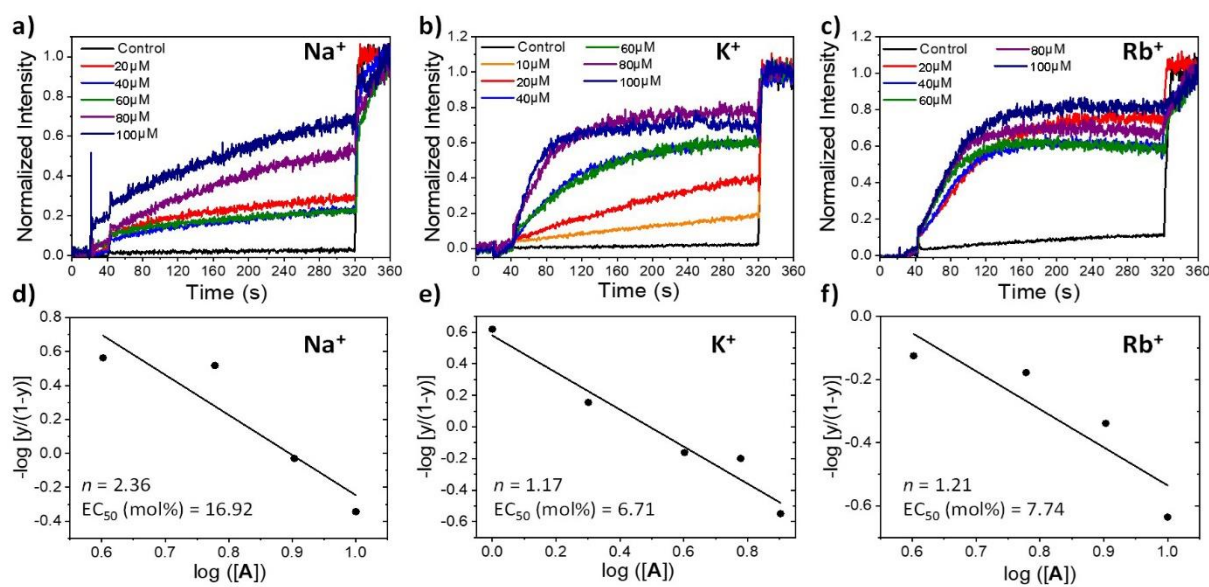 a)
Na⁺
Control
20µM
40µM
60µM
80µM
100µM
Normalized Intensity
1.0
0.8
0.6
0.4
0.2
0.0
0 40 80 120 160 200 240 280 320 360
Time (s)
b)
K⁺
Control
10µM
20µM
40µM
60µM
80µM
100µM
Normalized Intensity
1.2
1.0
0.8
0.6
0.4
0.2
0.0
0 40 80 120 160 200 240 280 320 360
Time (s)
c)
Rb⁺
Control
20µM
40µM
60µM
80µM
100µM
Normalized Intensity
1.0
0.8
0.6
0.4
0.2
0.0
0 40 80 120 160 200 240 280 320 360
Time (s)
d)
Na⁺
-log [y/(1-y)]
0.8
0.6
0.4
0.2
0.0
-0.2
-0.4
n = 2.36
EC₅₀ (mol%) = 16.92
0.6 0.7 0.8 0.9 1.0
log ([A])
e)
K⁺
-log [y/(1-y)]
0.6
0.4
0.2
0.0
-0.2
-0.4
-0.6
n = 1.17
EC₅₀ (mol%) = 6.71
0.0 0.2 0.4 0.6 0.8
log ([A])
f)
Rb⁺
-log [y/(1-y)]
0.0
-0.2
-0.4
-0.6
n = 1.21
EC₅₀ (mol%) = 7.74
0.6 0.7 0.8 0.9 1.0
log ([A])